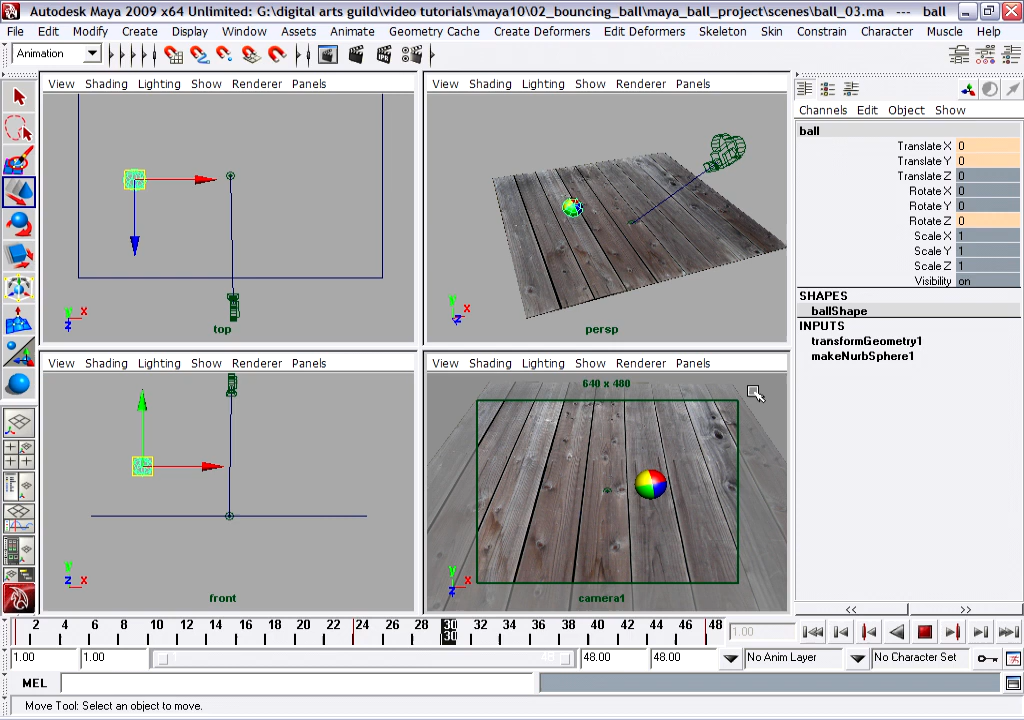 Autodesk Maya 2009 x64 Unlimited: G:\digital arts guild\video tutorials\maya10\02_bouncing_ball\maya_ball_project\scenes\ball_03.ma --- ball
File Edit Modify Create Display Window Assets Animate Geometry Cache Create Deformers Edit Deformers Skeleton Skin Constrain Character Muscle Help
Animation
IPR
View Shading Lighting Show Renderer Panels
View Shading Lighting Show Renderer Panels
Channels Edit Object Show
ball
Translate X 0
Translate Y 0
Translate Z 0
Rotate X 0
Rotate Y 0
Rotate Z 0
Scale X 1
Scale Y 1
Scale Z 1
Visibility on
SHAPES
ballShape
INPUTS
transformGeometry1
makeNurbSphere1
x
y
z
top
x
y
z
persp
View Shading Lighting Show Renderer Panels
View Shading Lighting Show Renderer Panels
640 x 480
y
z x
front
y
x
z
camera1
<< >>
2 4 6 8 10 12 14 16 18 20 22 24 26 28 30 32 34 36 38 40 42 44 46 48
30
1.00
1.00 1.00 1 48 48.00 48.00 No Anim Layer No Character Set
MEL
Move Tool: Select an object to move.